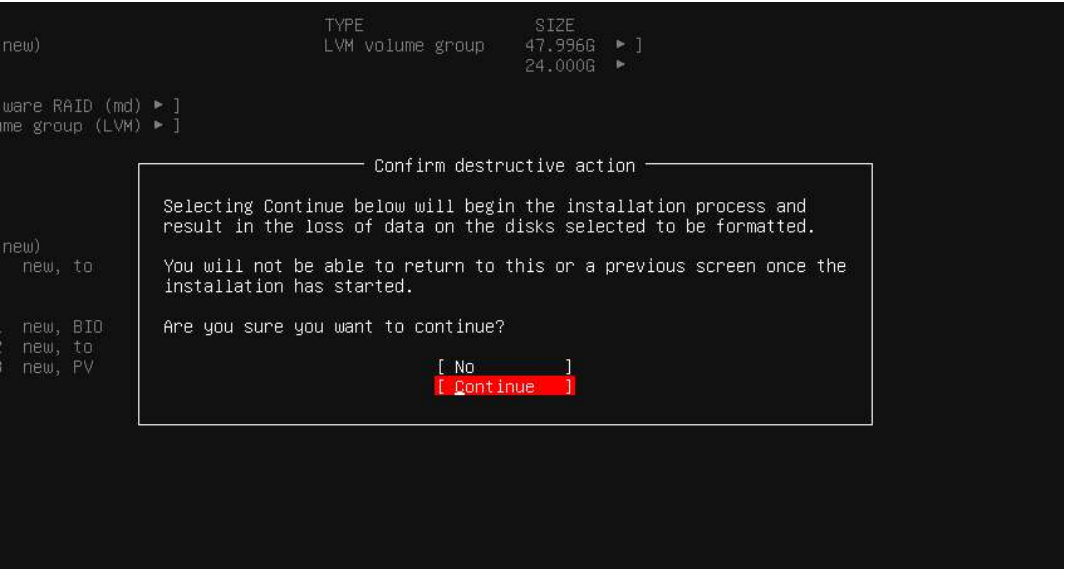 TYPE SIZE
new) LVM volume group 47.996G ► ]
24.000G ►
ware RAID (md) ► ]
ume group (LVM) ► ]
Confirm destructive action
Selecting Continue below will begin the installation process and
result in the loss of data on the disks selected to be formatted.
new)
new, to
You will not be able to return to this or a previous screen once the
installation has started.
new, BIO
Are you sure you want to continue?
new, to
new, PV
[ No ]
[ Continue ]